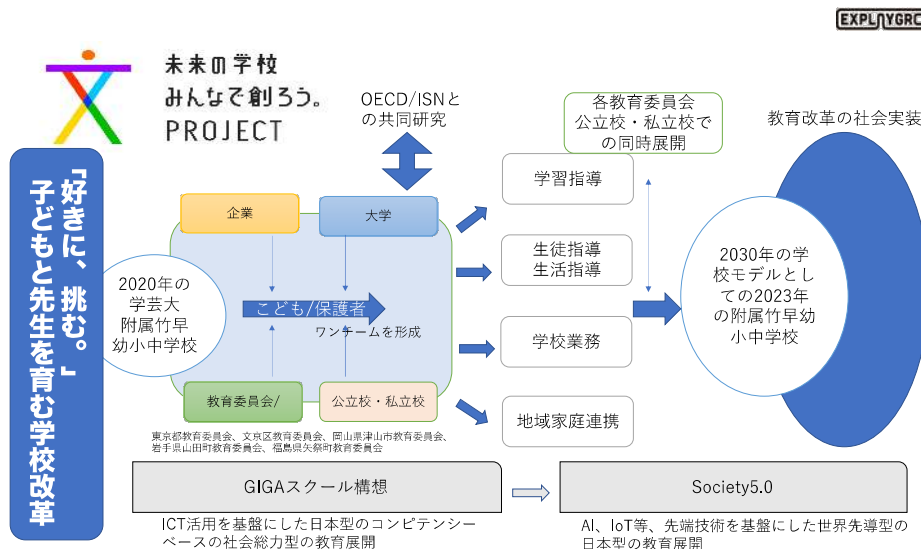 EXPLAYGRO
未来の学校
みんなで創ろう。
PROJECT
「好きに、挑む。」
子どもと先生を育む学校改革
OECD/ISNと
の共同研究
各教育委員会
公立校・私立校で
の同時展開
教育改革の社会実装
企業
大学
2020年の
学芸大
附属竹早
幼小中学校
こども/保護者
ワンチームを形成
教育委員会/
公立校・私立校
東京都教育委員会、文京区教育委員会、岡山県津山市教育委員会、
岩手県山田町教育委員会、福島県矢祭町教育委員会
学習指導
生徒指導
生活指導
学校業務
地域家庭連携
2030年の学
校モデルとし
ての2023年
の附属竹早幼
小中学校
GIGAスクール構想
Society5.0
ICT活用を基盤にした日本型のコンピテンシー
ベースの社会総力型の教育展開
AI、IoT等、先端技術を基盤にした世界先導型の
日本型の教育展開